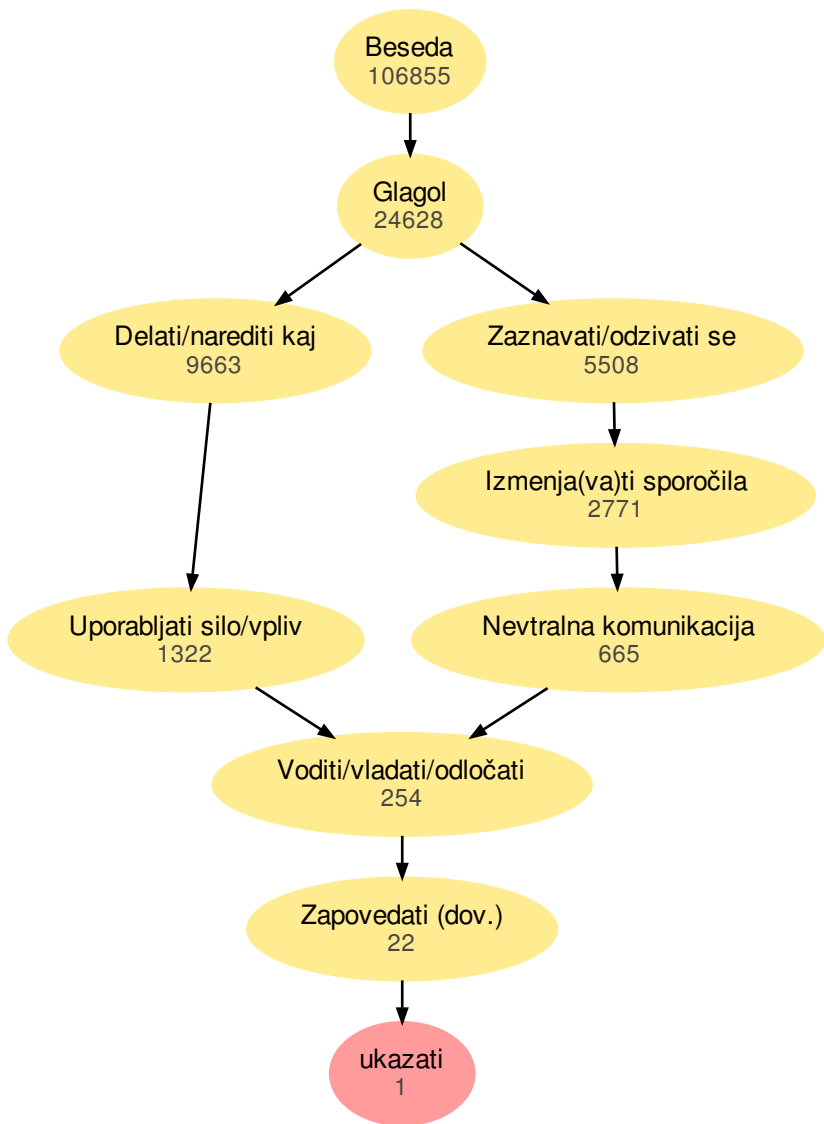 Beseda
106855
Glagol
24628
Delati/narediti kaj
9663
Zaznavati/odzivati se
5508
Izmenja(va)ti sporočila
2771
Uporabljati silo/vpliv
1322
Nevtralna komunikacija
665
Voditi/vladati/odločati
254
Zapovedati (dov.)
22
ukazati
1